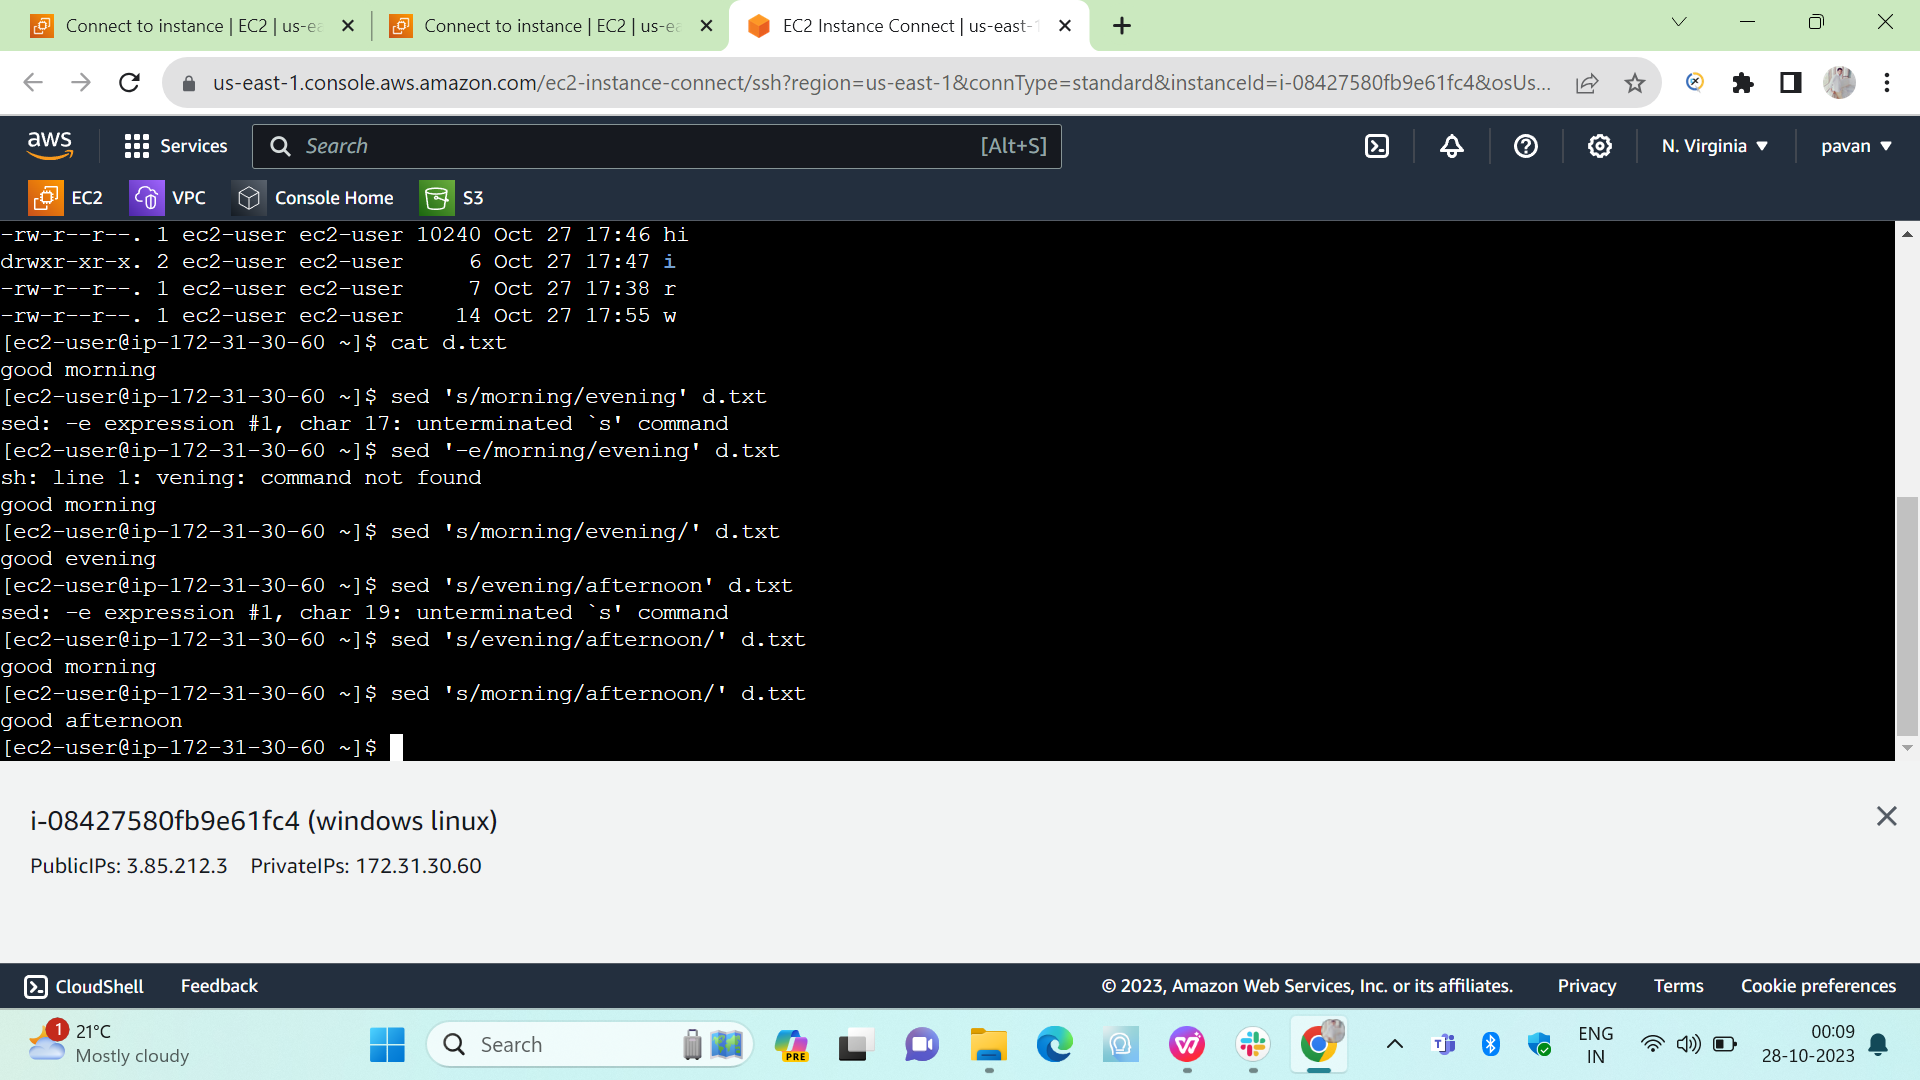 Connect to instance | EC2 | us-ea
Connect to instance | EC2 | us-ea
EC2 Instance Connect | us-east-1
us-east-1.console.aws.amazon.com/ec2-instance-connect/ssh?region=us-east-1&connType=standard&instanceId=i-08427580fb9e61fc4&osUs...
aws
Services
Search
[Alt+S]
N. Virginia
pavan
EC2
VPC
Console Home
S3
-rw-r--r--. 1 ec2-user ec2-user 10240 Oct 27 17:46 hi
drwxr-xr-x. 2 ec2-user ec2-user     6 Oct 27 17:47 i
-rw-r--r--. 1 ec2-user ec2-user     7 Oct 27 17:38 r
-rw-r--r--. 1 ec2-user ec2-user    14 Oct 27 17:55 w
[ec2-user@ip-172-31-30-60 ~]$ cat d.txt
good morning
[ec2-user@ip-172-31-30-60 ~]$ sed 's/morning/evening' d.txt
sed: -e expression #1, char 17: unterminated `s' command
[ec2-user@ip-172-31-30-60 ~]$ sed '-e/morning/evening' d.txt
sh: line 1: vening: command not found
good morning
[ec2-user@ip-172-31-30-60 ~]$ sed 's/morning/evening/' d.txt
good evening
[ec2-user@ip-172-31-30-60 ~]$ sed 's/evening/afternoon' d.txt
sed: -e expression #1, char 19: unterminated `s' command
[ec2-user@ip-172-31-30-60 ~]$ sed 's/evening/afternoon/' d.txt
good morning
[ec2-user@ip-172-31-30-60 ~]$ sed 's/morning/afternoon/' d.txt
good afternoon
[ec2-user@ip-172-31-30-60 ~]$
i-08427580fb9e61fc4 (windows linux)
PublicIPs: 3.85.212.3 PrivateIPs: 172.31.30.60
CloudShell
Feedback
© 2023, Amazon Web Services, Inc. or its affiliates.
Privacy
Terms
Cookie preferences
1
21°C
Mostly cloudy
Search
PRE
ENG
IN
00:09
28-10-2023